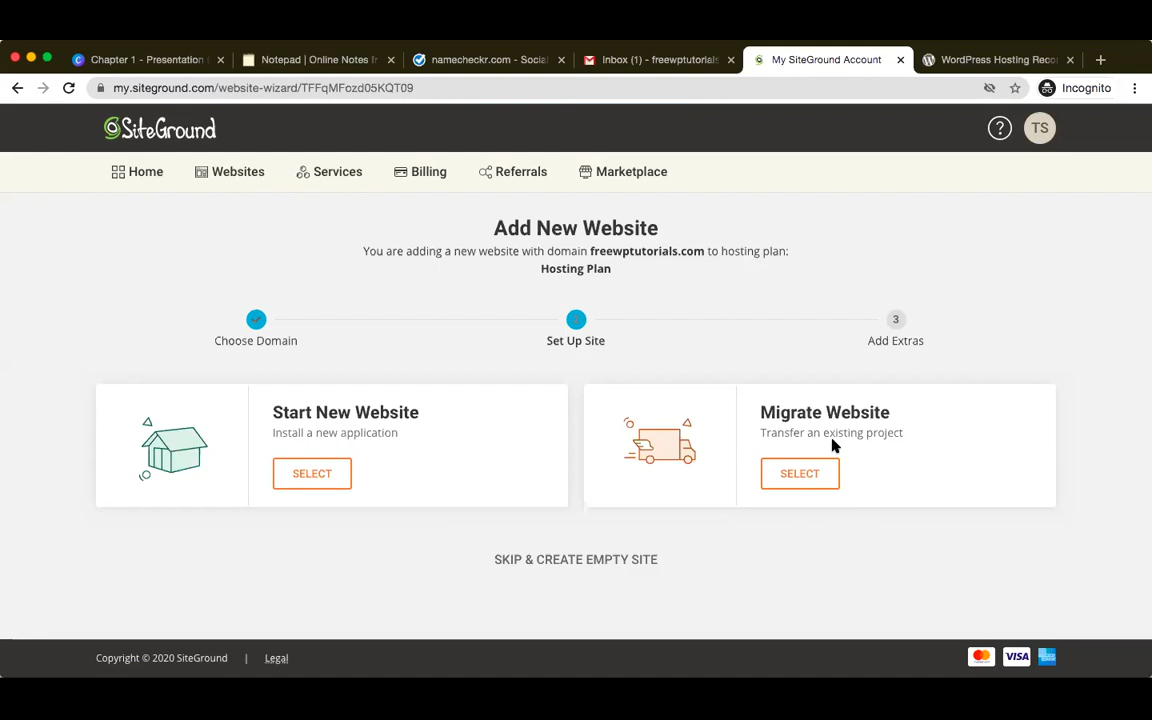 Chapter 1 - Presentation
Notepad | Online Notes
namecheckr.com - Social
Inbox (1) - freewptutorials
My SiteGround Account
WordPress Hosting Reco
my.siteground.com/website-wizard/TFFqMFozd05KQT09
Incognito
SiteGround
? TS
Home Websites Services Billing Referrals Marketplace
Add New Website
You are adding a new website with domain freewptutorials.com to hosting plan:
Hosting Plan
3
Choose Domain Set Up Site Add Extras
Start New Website
Install a new application
SELECT
Migrate Website
Transfer an existing project
SELECT
SKIP & CREATE EMPTY SITE
Copyright © 2020 SiteGround | Legal
VISA